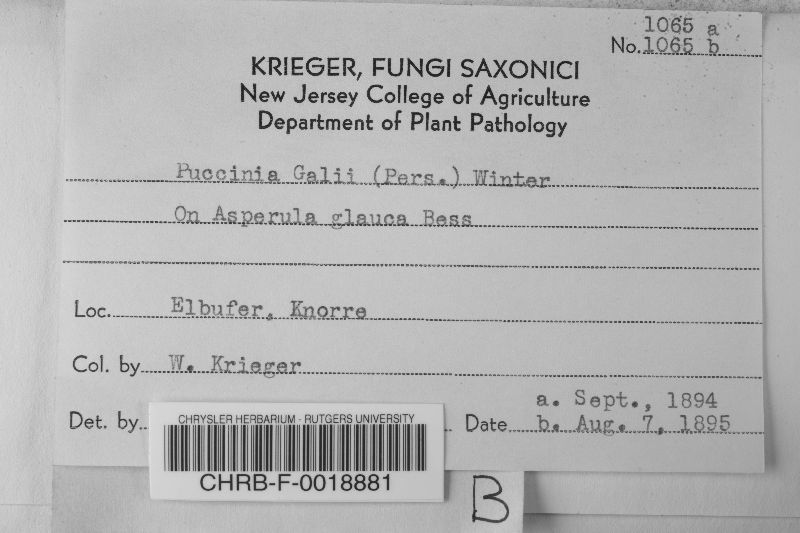 1065 a
No. 1065 b
KRIEGER, FUNGI SAXONICI
New Jersey College of Agriculture
Department of Plant Pathology
Puccinia Galii (Pers.) Winter
On Asperula glauca Bess
Loc. Elbufer, Knorre
Col. by W. Krieger
a. Sept., 1894
Det. by Date b. Aug. 7, 1895
CHRYSLER HERBARIUM - RUTGERS UNIVERSITY
CHRB-F-0018881
B